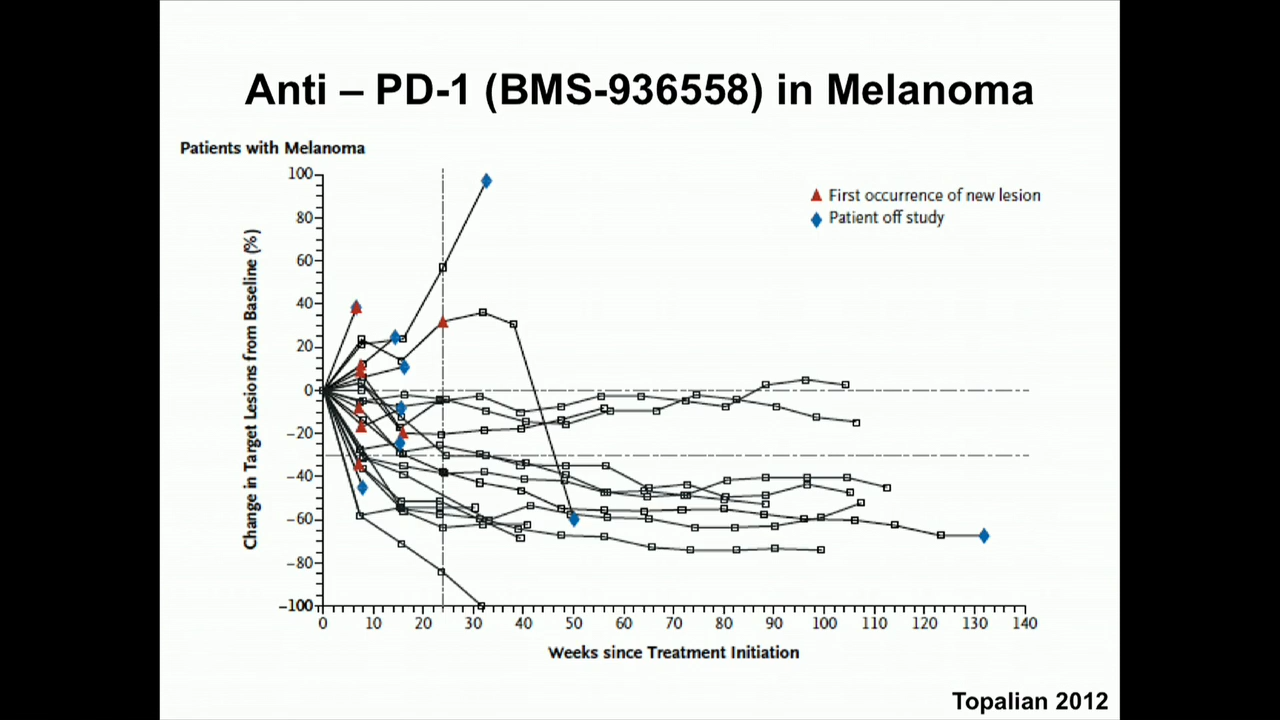 Anti – PD-1 (BMS-936558) in Melanoma
Patients with Melanoma
First occurrence of new lesion
Patient off study
Change in Target Lesions from Baseline (%)
100
80
60
40
20
0
−20
−40
−60
−80
−100
0 10 20 30 40 50 60 70 80 90 100 110 120 130 140
Weeks since Treatment Initiation
Topalian 2012